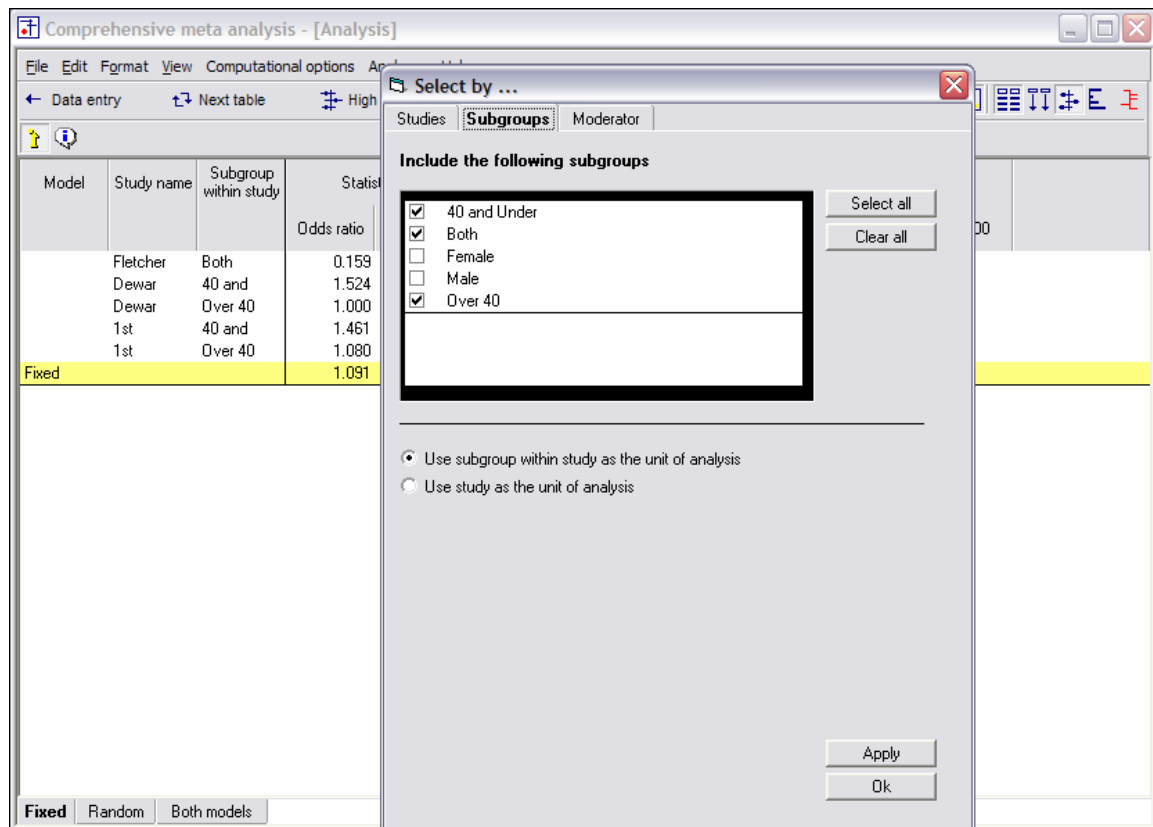 Comprehensive meta analysis - [Analysis]
File Edit Format View Computational options
Data entry Next table High
Select by ...
Studies Subgroups Moderator
Include the following subgroups
40 and Under
Both
Female
Male
Over 40
Select all
Clear all
Use subgroup within study as the unit of analysis
Use study as the unit of analysis
Apply
Ok
Model Study name Subgroup within study Statist
Odds ratio 00
Fletcher Both 0.159
Dewar 40 and 1.524
Dewar Over 40 1.000
1st 40 and 1.461
1st Over 40 1.080
Fixed 1.091
Fixed Random Both models